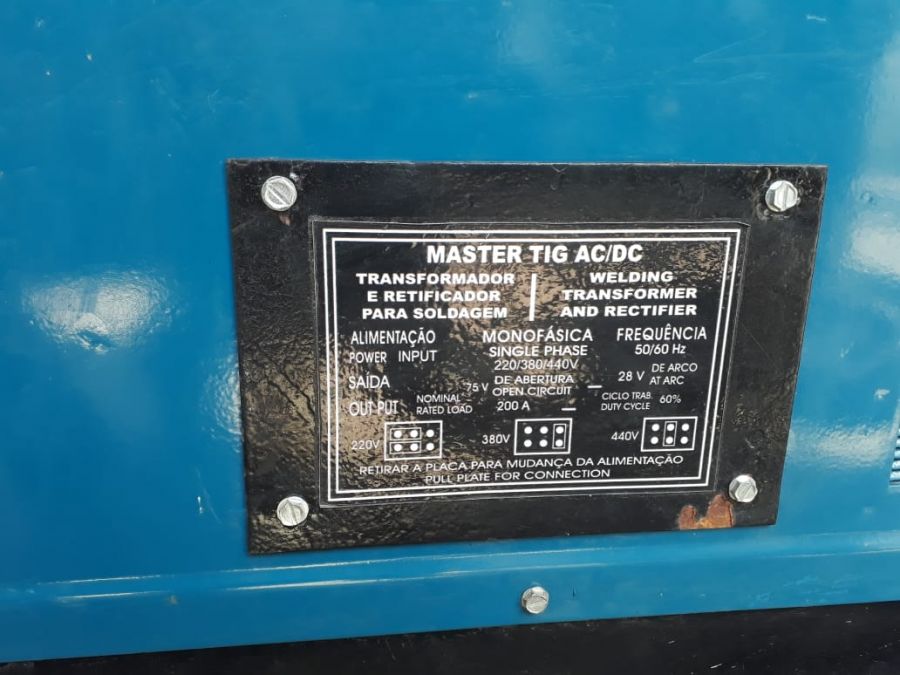 MASTER TIG AC/DC
TRANSFORMADOR E RETIFICADOR PARA SOLDAGEM
WELDING TRANSFORMER AND RECTIFIER
ALIMENTAÇÃO MONOFÁSICA FREQUÊNCIA
POWER INPUT SINGLE PHASE 50/60 Hz
220/380/440V
SAÍDA 75 V DE ABERTURA OPEN CIRCUIT — 28 V DE ARCO AT ARC
OUT PUT NOMINAL RATED LOAD 200 A — CICLO TRAB. DUTY CYCLE 60%
220V 380V 440V
RETIRAR A PLACA PARA MUDANÇA DA ALIMENTAÇÃO
PULL PLATE FOR CONNECTION